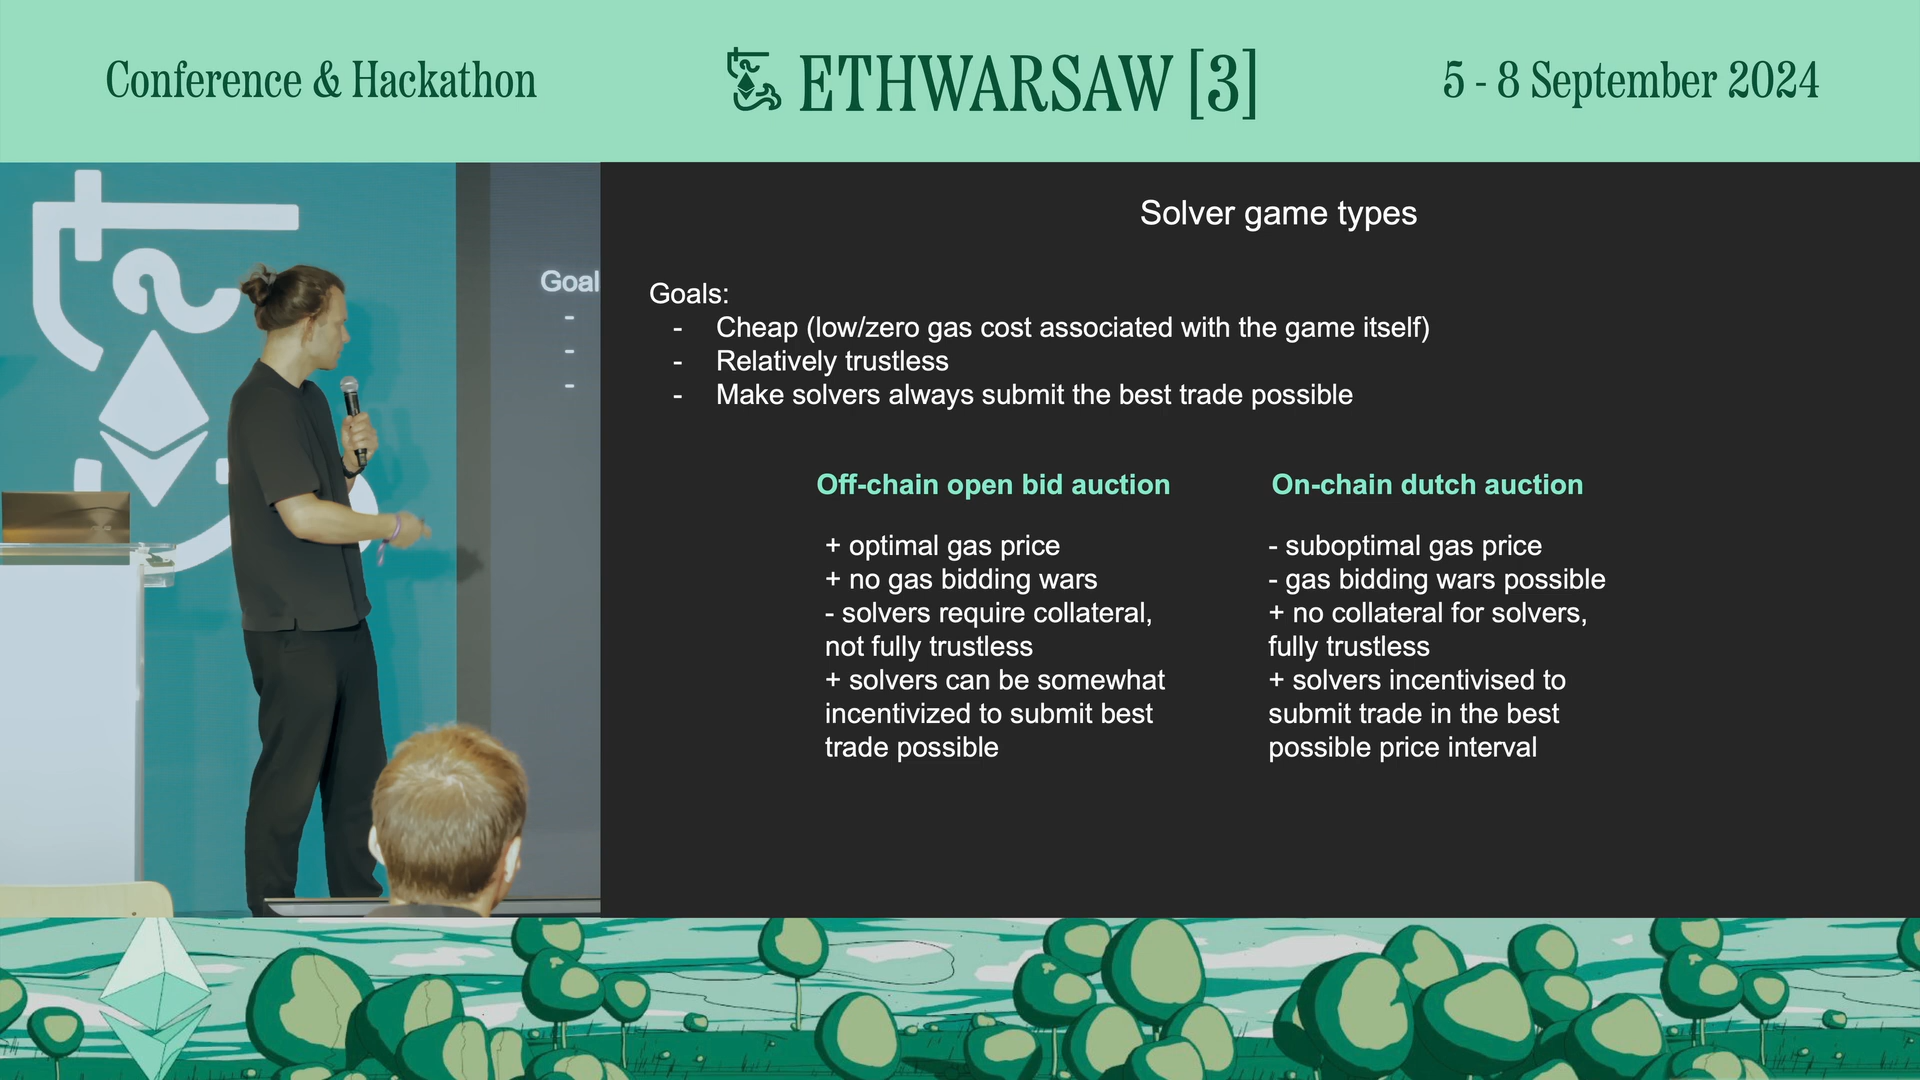 Conference & Hackathon
ETHWARSAW [3]
5 - 8 September 2024
Goal
-
-
-
Solver game types
Goals:
- Cheap (low/zero gas cost associated with the game itself)
- Relatively trustless
- Make solvers always submit the best trade possible
Off-chain open bid auction
+ optimal gas price
+ no gas bidding wars
- solvers require collateral,
not fully trustless
+ solvers can be somewhat
incentivized to submit best
trade possible
On-chain dutch auction
- suboptimal gas price
- gas bidding wars possible
+ no collateral for solvers,
fully trustless
+ solvers incentivised to
submit trade in the best
possible price interval